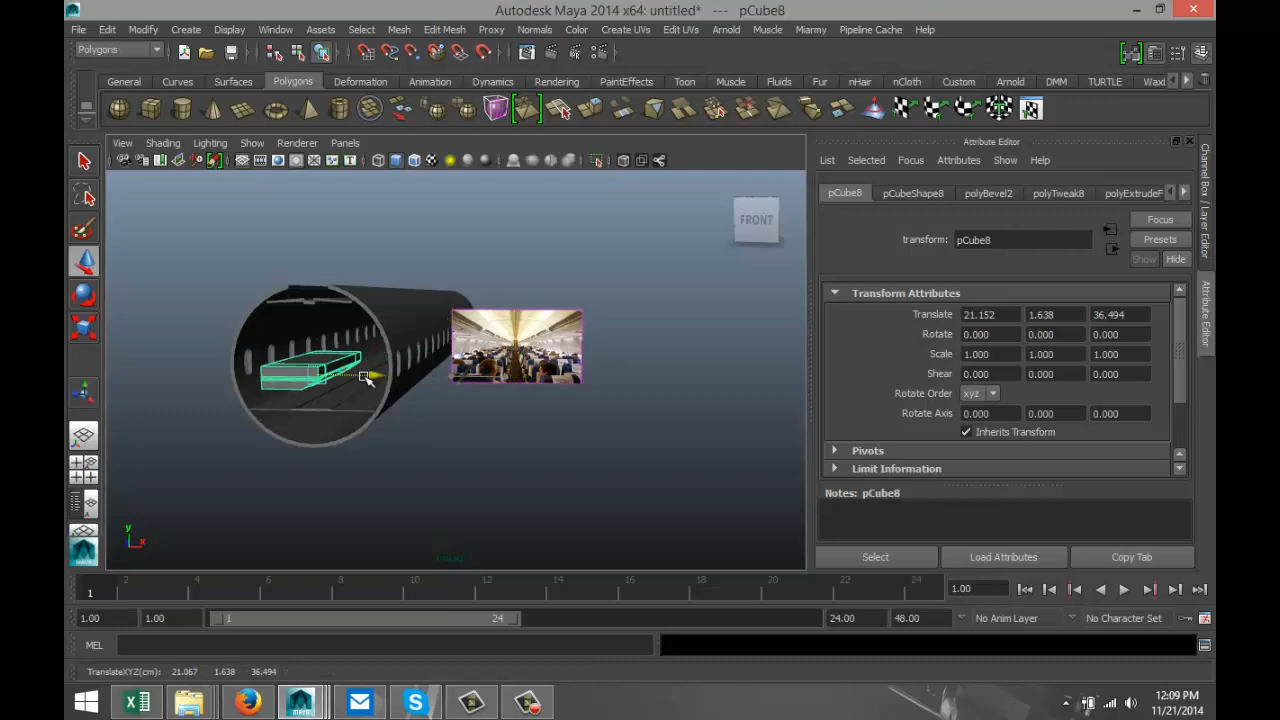 Autodesk Maya 2014 x64: untitled* --- pCube8
File Edit Modify Create Display Window Assets Select Mesh Edit Mesh Proxy Normals Color Create UVs Edit UVs Arnold Muscle Pipeline Cache Help
Polygons
General Curves Surfaces Polygons Deformation Animation Dynamics Rendering PaintEffects Toon Muscle Fluids Fur nHair nCloth Custom Arnold DMM TURTLE Waxl
View Shading Lighting Show Renderer Panels
Attribute Editor
List Selected Focus Attributes Show Help
pCube8 pCubeShape8 polyBevel2 polyTweak8 polyExtrudeF
transform: pCube8
Focus
Presets
Show Hide
FRONT
Transform Attributes
Translate 21.152 1.638 36.494
Rotate 0.000 0.000 0.000
Scale 1.000 1.000 1.000
Shear 0.000 0.000 0.000
Rotate Order xyz
Rotate Axis 0.000 0.000 0.000
Inherits Transform
Pivots
Limit Information
Notes: pCube8
Select Load Attributes Copy Tab
Channel Box / Layer Editor
Attribute Editor
y
x
2 4 6 8 10 12 14 16 18 20 22 24
1
1.00
1.00 1.00 1 24 24.00 48.00 No Anim Layer No Character Set
MEL
TranslateXYZ(cm): 21.067 1.638 36.494
12:09 PM
11/21/2014